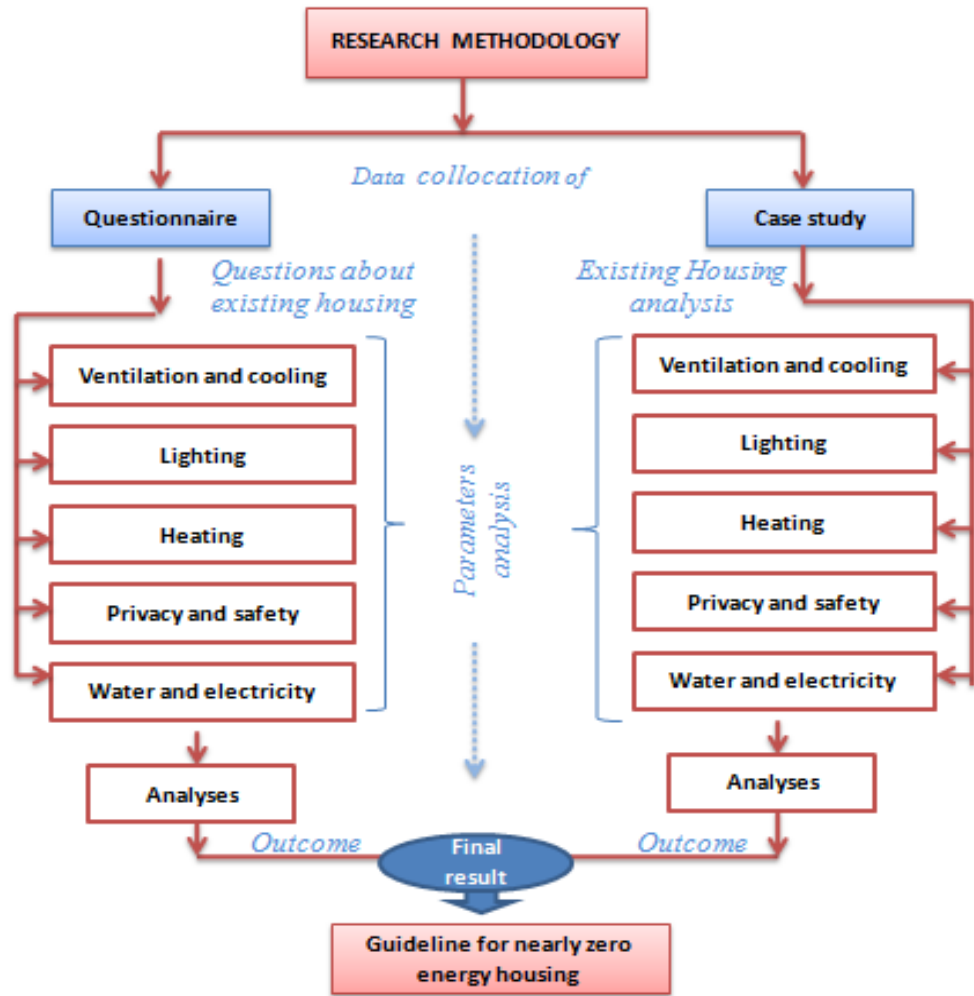 RESEARCH METHODOLOGY
Data collocation of
Questionnaire
Case study
Questions about
existing housing
Existing Housing
analysis
Ventilation and cooling
Lighting
Heating
Privacy and safety
Water and electricity
Parameters
analysis
Ventilation and cooling
Lighting
Heating
Privacy and safety
Water and electricity
Analyses
Analyses
Outcome
Final
result
Outcome
Guideline for nearly zero
energy housing